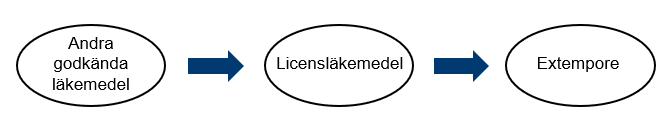 Andra
godkända
läkemedel
Licensläkemedel
Extempore